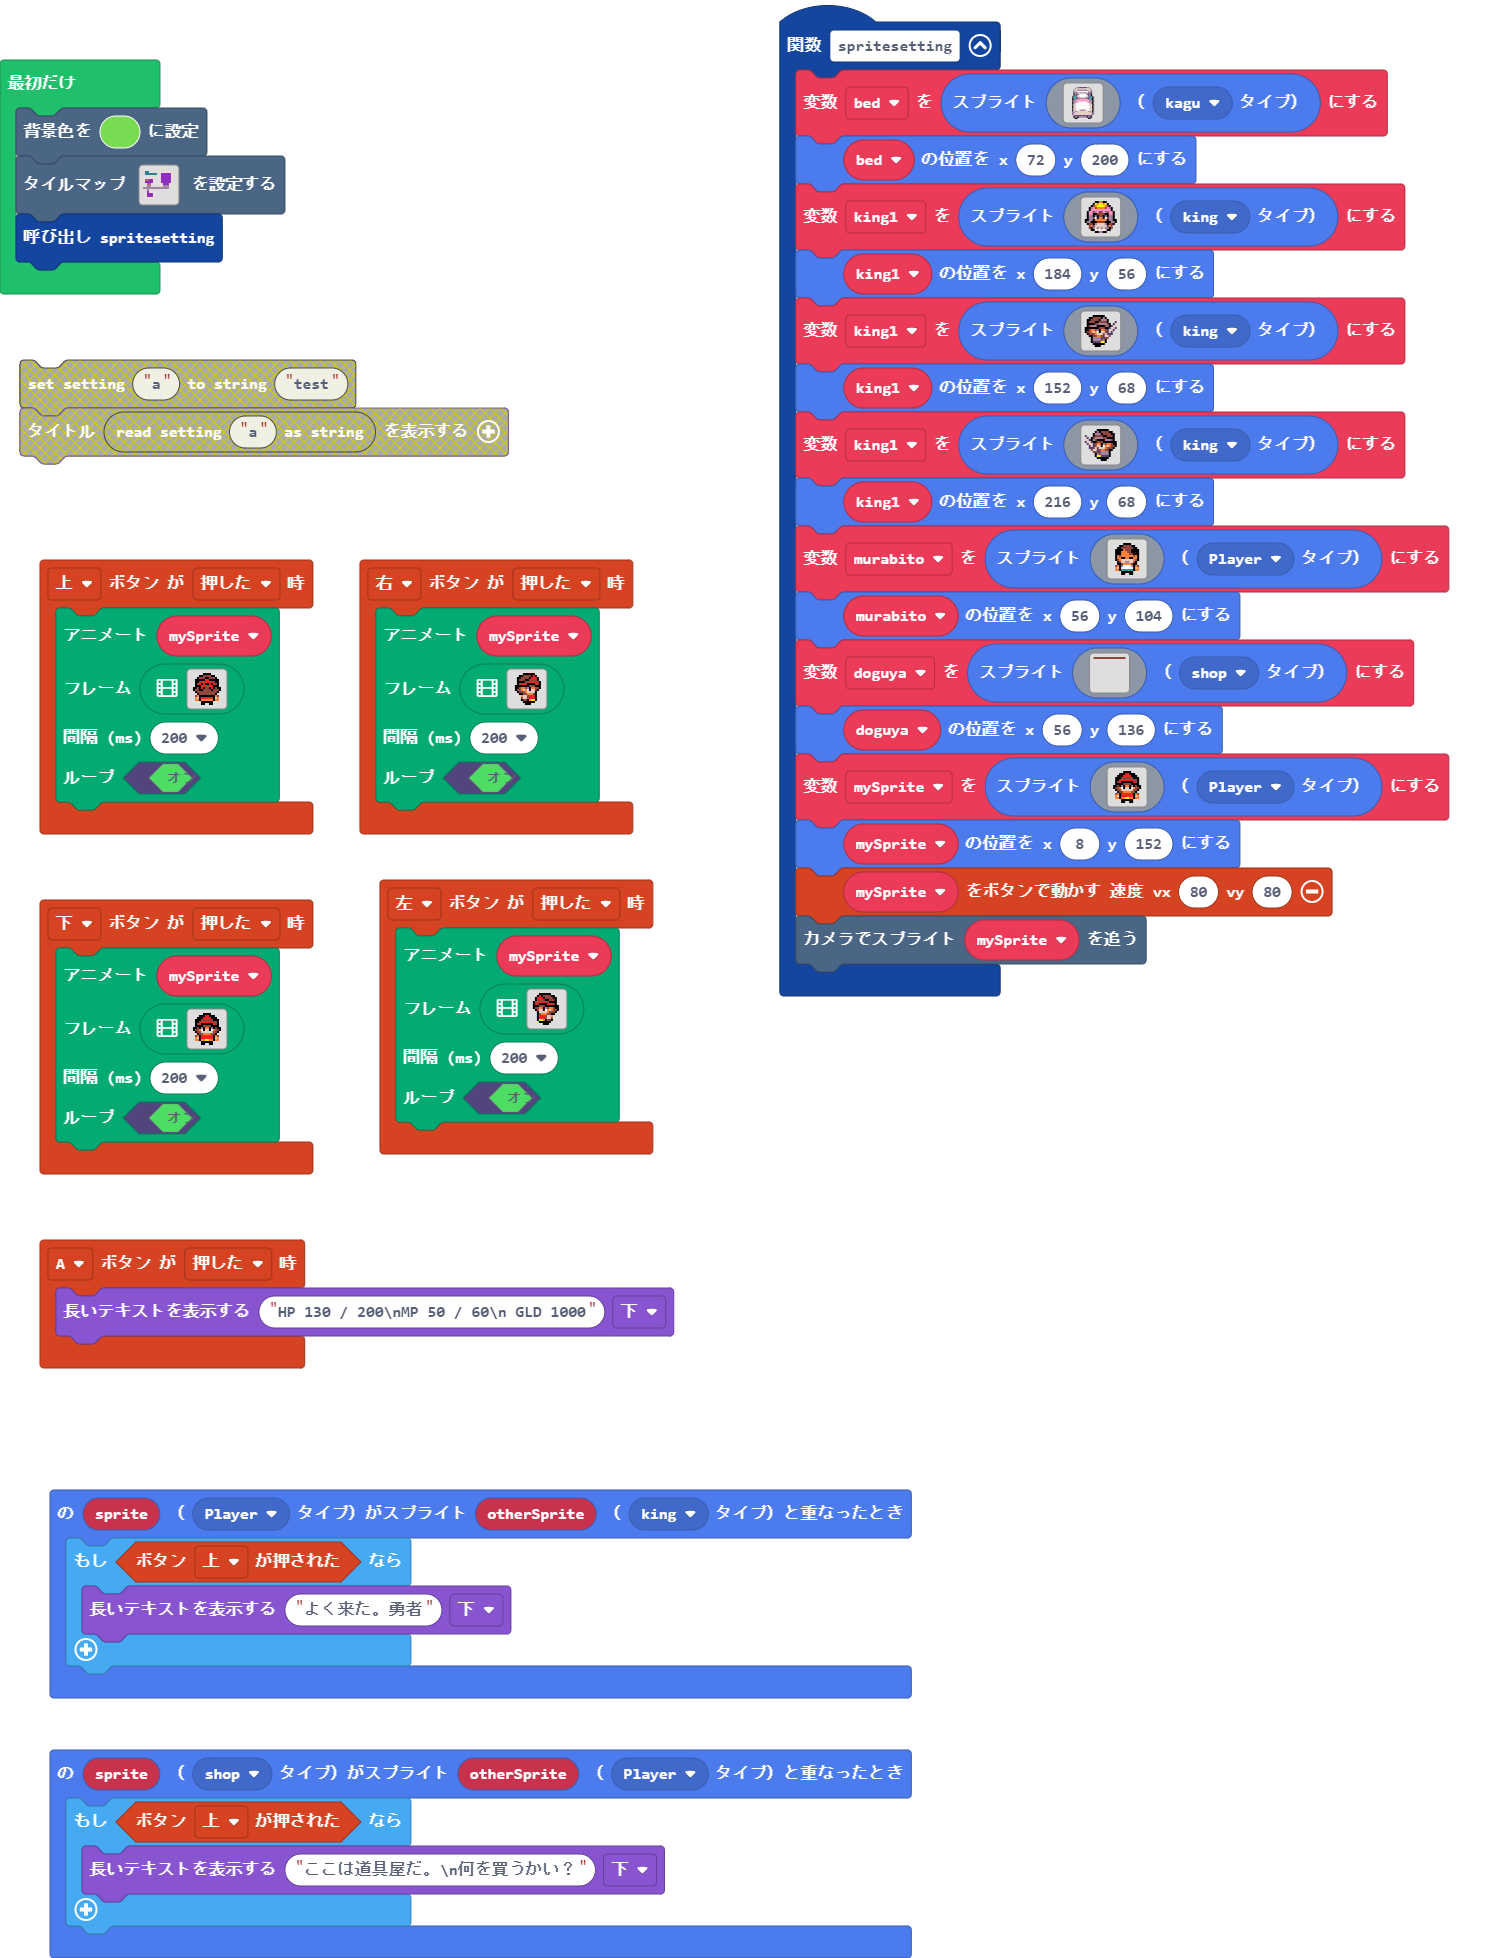 最初だけ
背景色を に設定
タイルマップ を設定する
呼び出し spritesetting
set setting "a" to string "test"
タイトル read setting "a" as string を表示する
上 ボタン が 押した 時
アニメート mySprite
フレーム
間隔 (ms) 200
ループ オフ
右 ボタン が 押した 時
アニメート mySprite
フレーム
間隔 (ms) 200
ループ オフ
下 ボタン が 押した 時
アニメート mySprite
フレーム
間隔 (ms) 200
ループ オフ
左 ボタン が 押した 時
アニメート mySprite
フレーム
間隔 (ms) 200
ループ オフ
A ボタン が 押した 時
長いテキストを表示する "HP 130 / 200\nMP 50 / 60\n GLD 1000" 下
の sprite ( Player タイプ) がスプライト otherSprite ( king タイプ) と重なったとき
もし ボタン 上 が押された なら
長いテキストを表示する "よく来た。勇者" 下
の sprite ( shop タイプ) がスプライト otherSprite ( Player タイプ) と重なったとき
もし ボタン 上 が押された なら
長いテキストを表示する "ここは道具屋だ。\n何を買うかい？" 下
関数 spritesetting
変数 bed を スプライト ( kagu タイプ) にする
bed の位置を x 72 y 200 にする
変数 king1 を スプライト ( king タイプ) にする
king1 の位置を x 184 y 56 にする
変数 king1 を スプライト ( king タイプ) にする
king1 の位置を x 152 y 68 にする
変数 king1 を スプライト ( king タイプ) にする
king1 の位置を x 216 y 68 にする
変数 murabito を スプライト ( Player タイプ) にする
murabito の位置を x 56 y 104 にする
変数 doguya を スプライト ( shop タイプ) にする
doguya の位置を x 56 y 136 にする
変数 mySprite を スプライト ( Player タイプ) にする
mySprite の位置を x 8 y 152 にする
mySprite をボタンで動かす 速度 vx 80 vy 80
カメラでスプライト mySprite を追う